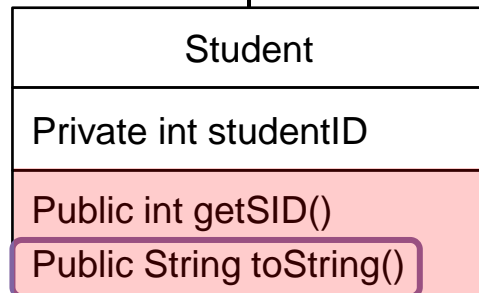 Student
Private int studentID
Public int getSID()
Public String toString()